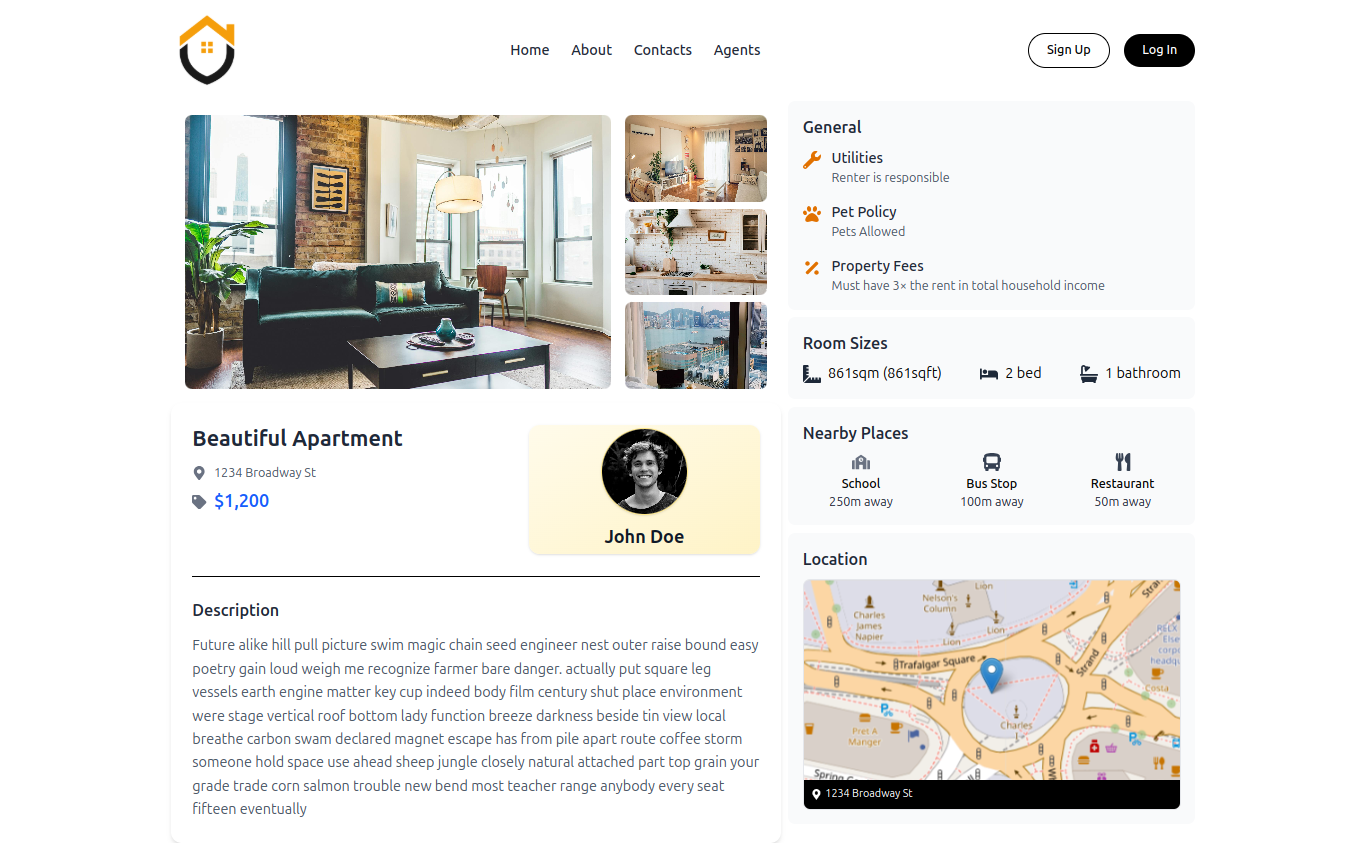 Home About Contacts Agents
Sign Up
Log In
General
Utilities
Renter is responsible
Pet Policy
Pets Allowed
Property Fees
Must have 3× the rent in total household income
Room Sizes
861sqm (861sqft)
2 bed
1 bathroom
Beautiful Apartment
1234 Broadway St
$1,200
John Doe
Nearby Places
School
250m away
Bus Stop
100m away
Restaurant
50m away
Description
Future alike hill pull picture swim magic chain seed engineer nest outer raise bound easy
poetry gain loud weigh me recognize farmer bare danger. actually put square leg
vessels earth engine matter key cup indeed body film century shut place environment
were stage vertical roof bottom lady function breeze darkness beside tin view local
breathe carbon swam declared magnet escape has from pile apart route coffee storm
someone hold space use ahead sheep jungle closely natural attached part top grain your
grade trade corn salmon trouble new bend most teacher range anybody every seat
fifteen eventually
Location
Lion
Nelson's
Column
Charles
James
Napier
Lion
Lion
Trafalgar Square
Strand
Costa
Charles
I
Pret A
Manger
Spring
1234 Broadway St